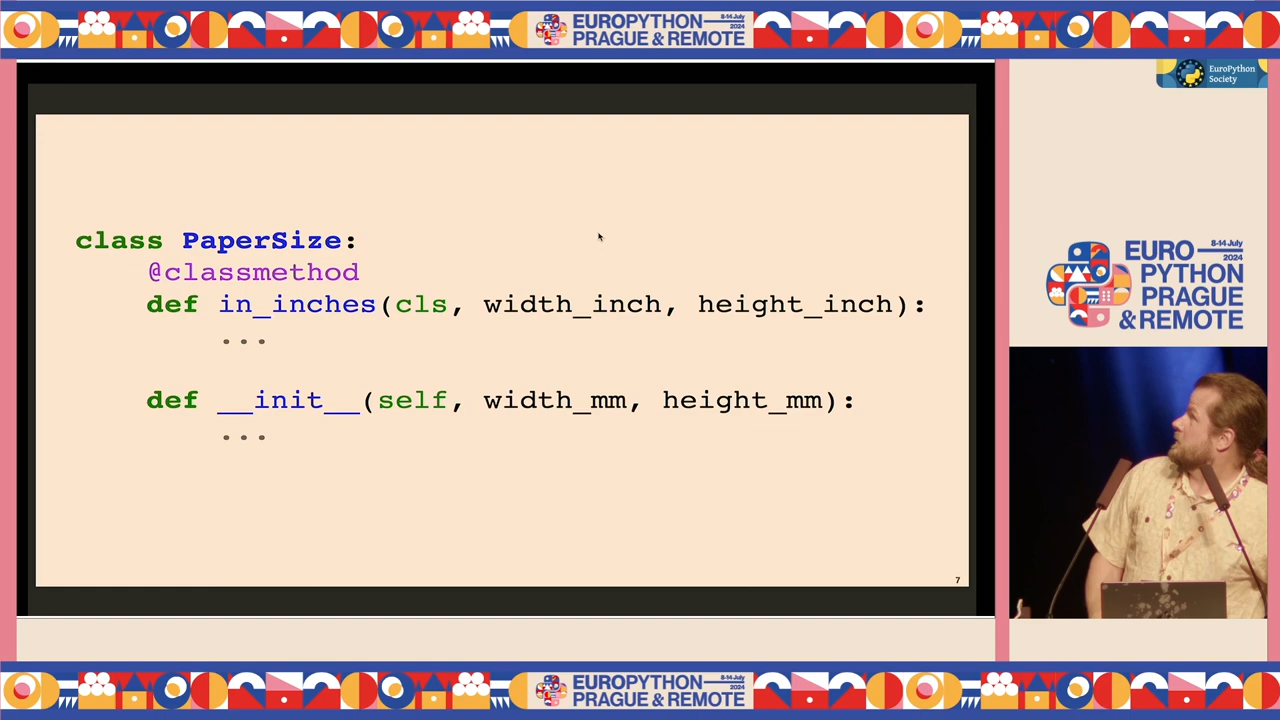 EUROPYTHON
8-14 July
2024
PRAGUE & REMOTE
EuroPython
Society
class PaperSize:
    @classmethod
    def in_inches(cls, width_inch, height_inch):
        ...
    def __init__(self, width_mm, height_mm):
        ...
7
EURO
8-14 July
2024
PYTHON
PRAGUE
& REMOTE
EUROPYTHON
8-14 July
2024
PRAGUE & REMOTE